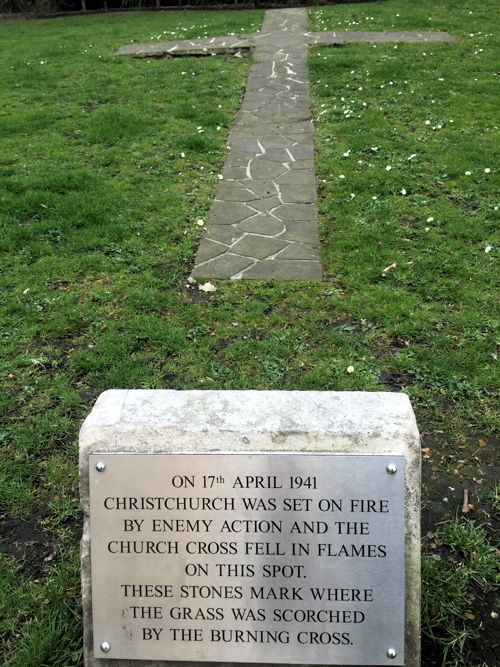 ON 17th APRIL 1941
CHRISTCHURCH WAS SET ON FIRE
BY ENEMY ACTION AND THE
CHURCH CROSS FELL IN FLAMES
ON THIS SPOT.
THESE STONES MARK WHERE
THE GRASS WAS SCORCHED
BY THE BURNING CROSS.